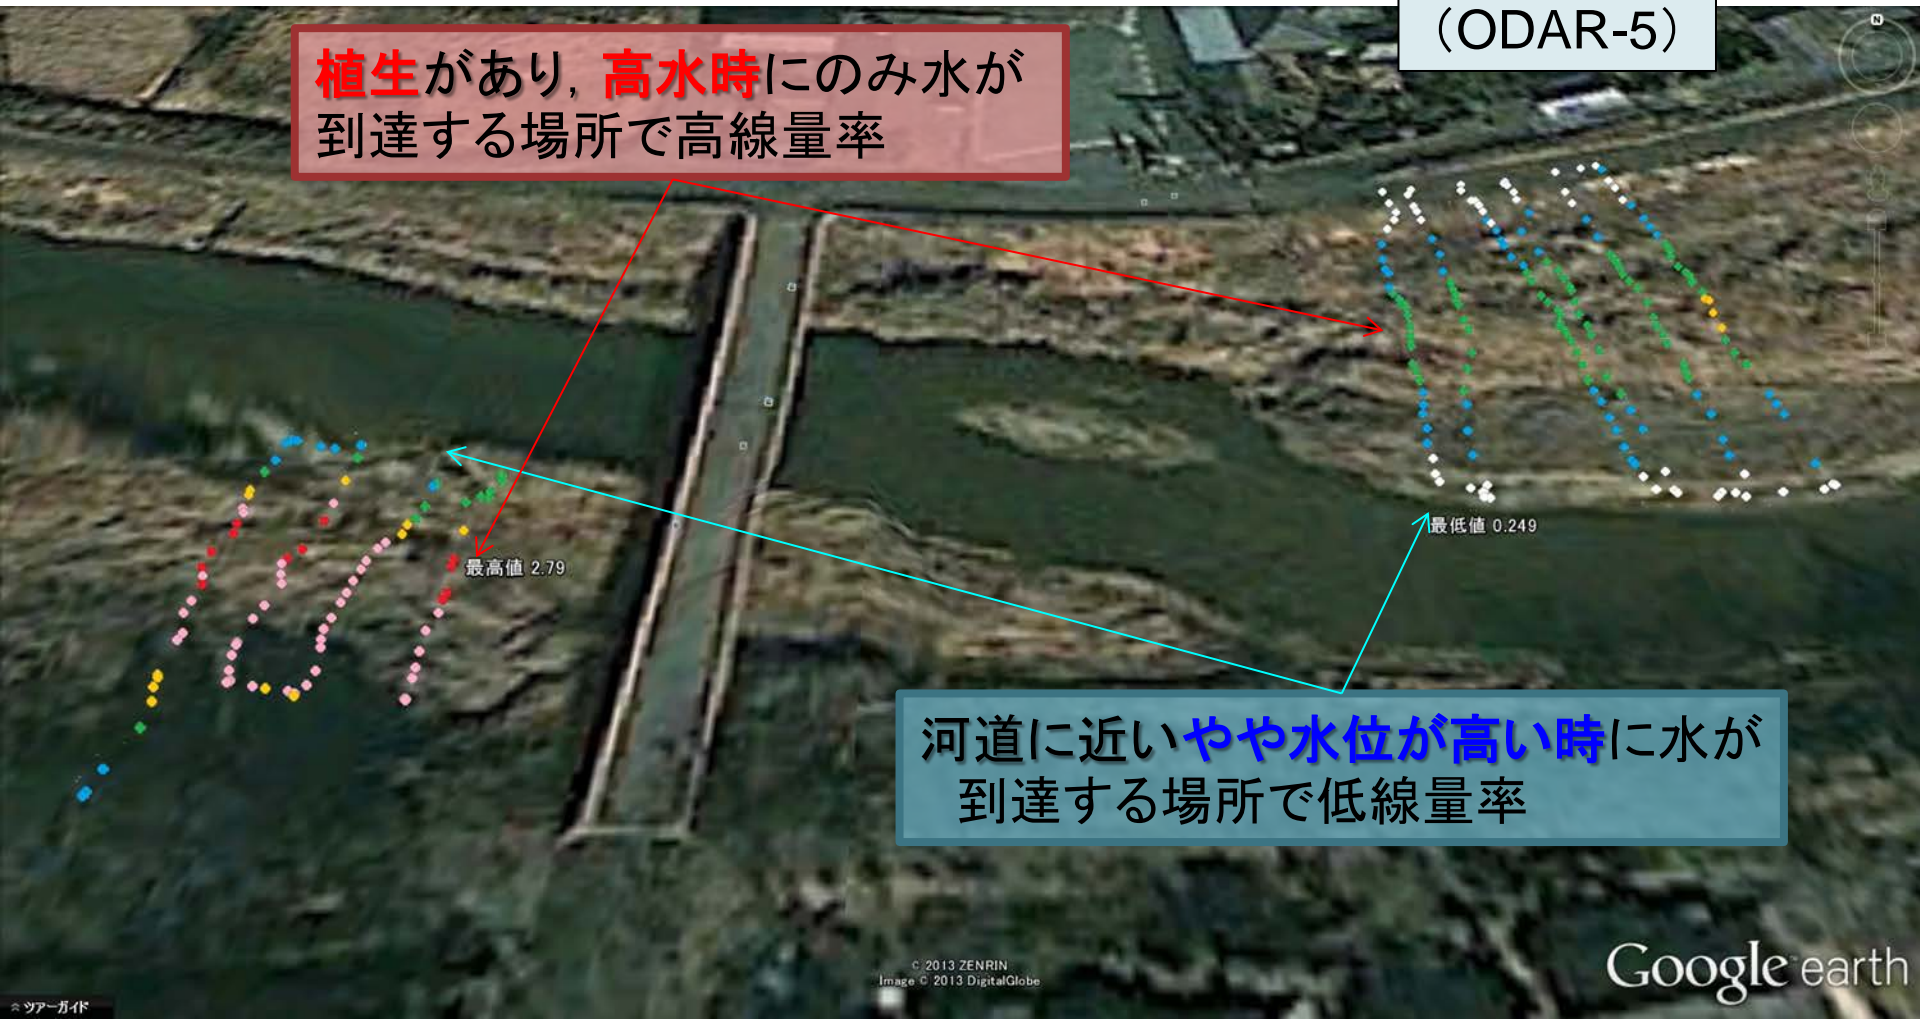 （ODAR-5）
植生があり，高水時にのみ水が
到達する場所で高線量率
最低値 0.249
最高値 2.79
河道に近いやや水位が高い時に水が
到達する場所で低線量率
© 2013 ZENRIN
Image © 2013 DigitalGlobe
Google earth
ツアーガイド
N